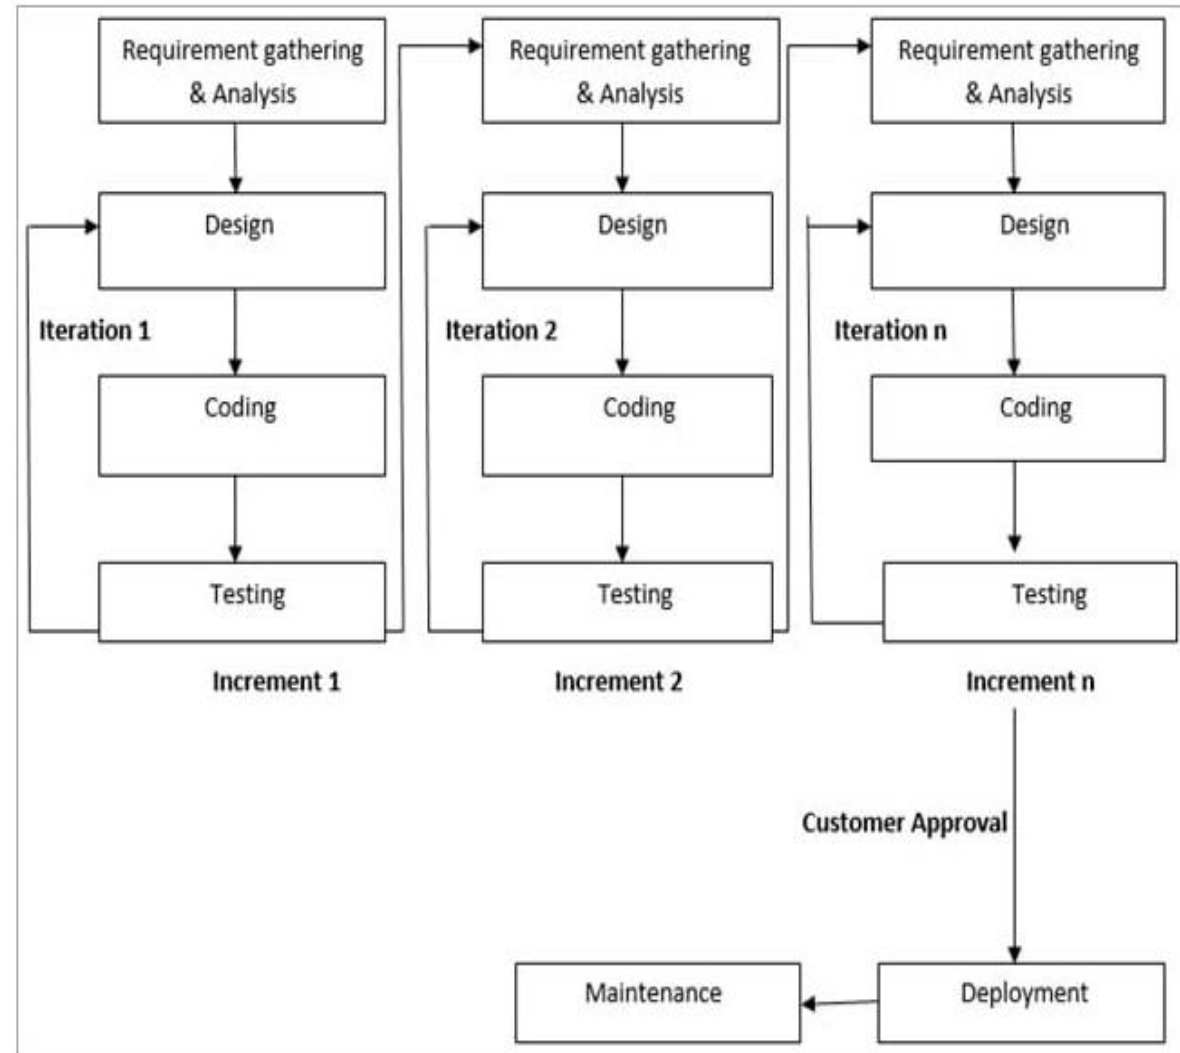 Requirement gathering
& Analysis
Design
Iteration 1
Coding
Testing
Increment 1
Requirement gathering
& Analysis
Design
Iteration 2
Coding
Testing
Increment 2
Requirement gathering
& Analysis
Design
Iteration n
Coding
Testing
Increment n
Customer Approval
Deployment
Maintenance